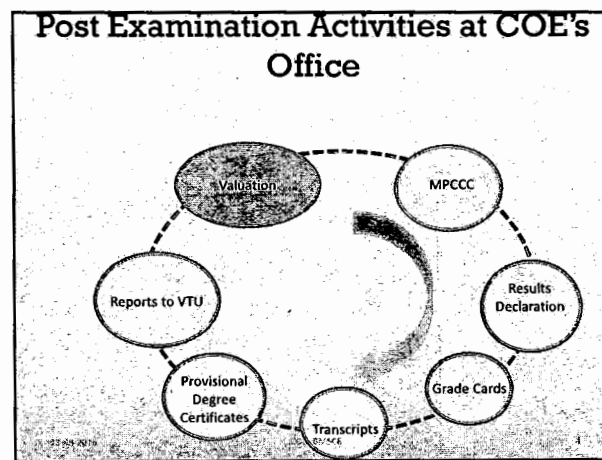 Post Examination Activities at COE's
Office
Valuation
MPCCC
Results
Declaration
Grade Cards
Transcripts
Provisional
Degree
Certificates
Reports to VTU